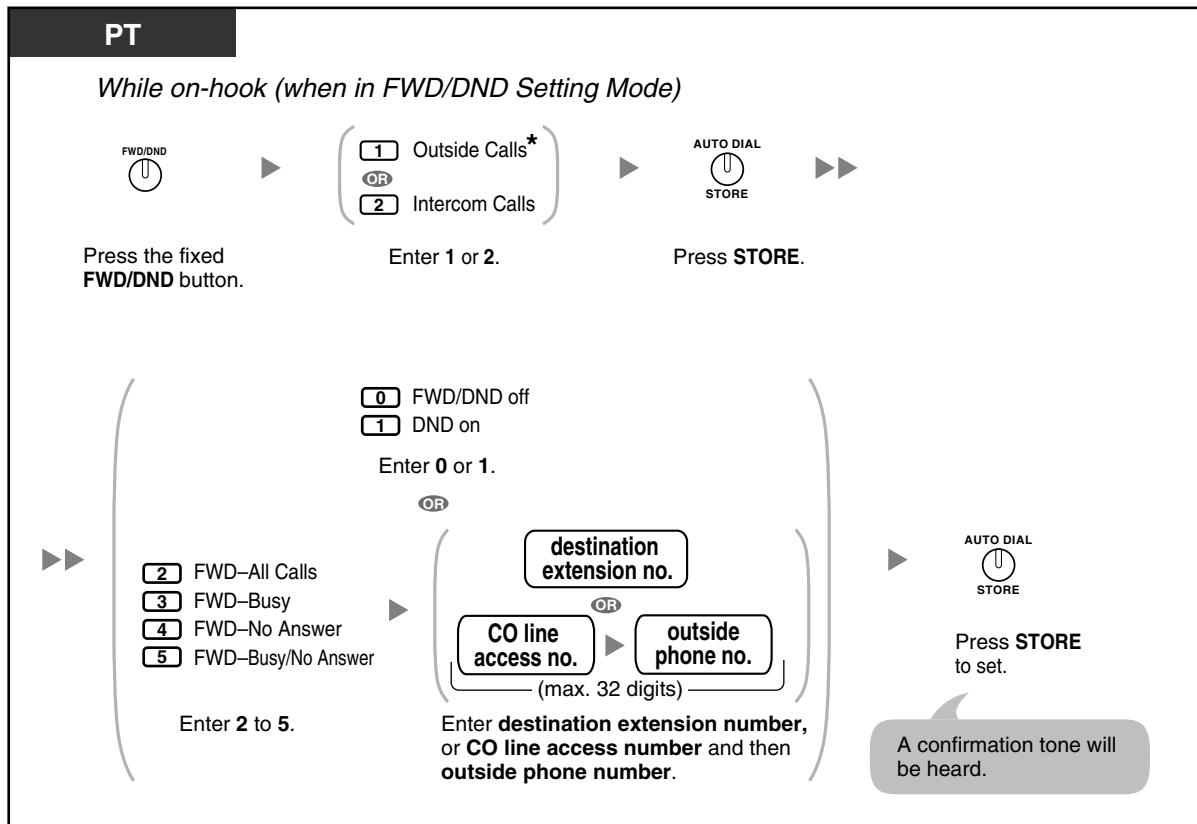 PT
While on-hook (when in FWD/DND Setting Mode)
FWD/DND
1 Outside Calls*
OR
2 Intercom Calls
AUTO DIAL
STORE
Press the fixed
FWD/DND button.
Enter 1 or 2.
Press STORE.
0 FWD/DND off
1 DND on
Enter 0 or 1.
OR
2 FWD–All Calls
3 FWD–Busy
4 FWD–No Answer
5 FWD–Busy/No Answer
Enter 2 to 5.
destination
extension no.
OR
CO line
access no.
outside
phone no.
(max. 32 digits)
Enter destination extension number,
or CO line access number and then
outside phone number.
AUTO DIAL
STORE
Press STORE
to set.
A confirmation tone will
be heard.